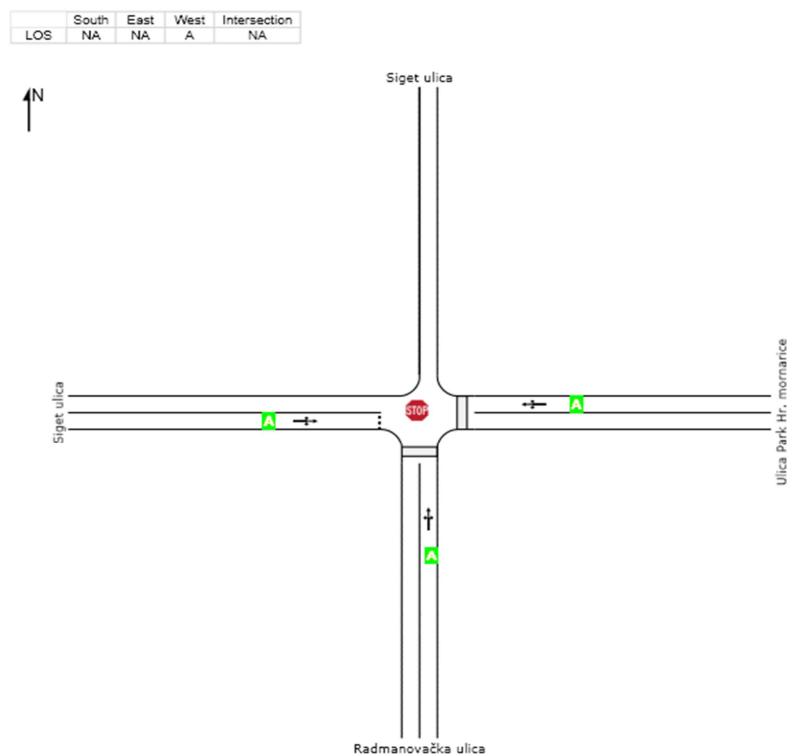 South East West Intersection
LOS NA NA A NA
Siget ulica
N
Siget ulica
STOP
A
A
Ulica Park Hr. mornarice
A
Radmanovačka ulica